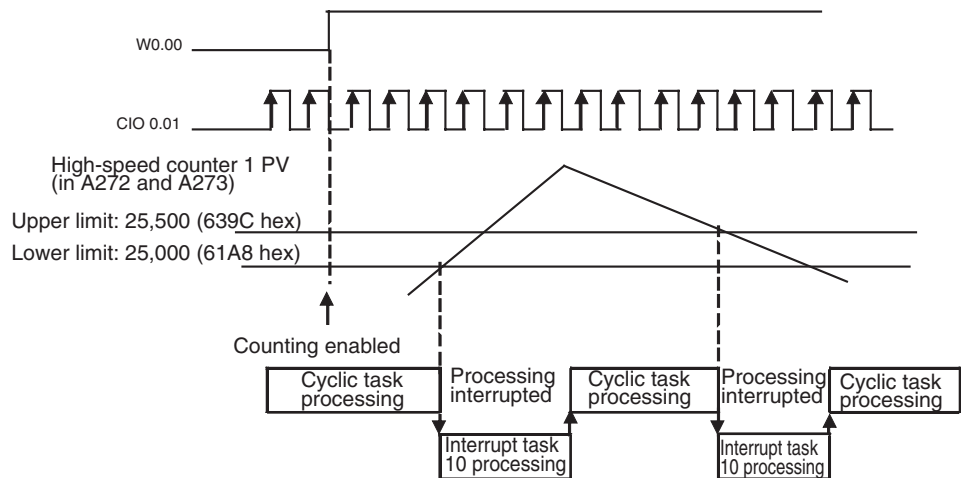 W0.00
CIO 0.01
High-speed counter 1 PV
(in A272 and A273)
Upper limit: 25,500 (639C hex)
Lower limit: 25,000 (61A8 hex)
Counting enabled
Cyclic task
processing
Processing
interrupted
Cyclic task
processing
Processing
interrupted
Cyclic task
processing
Interrupt task
10 processing
Interrupt task
10 processing